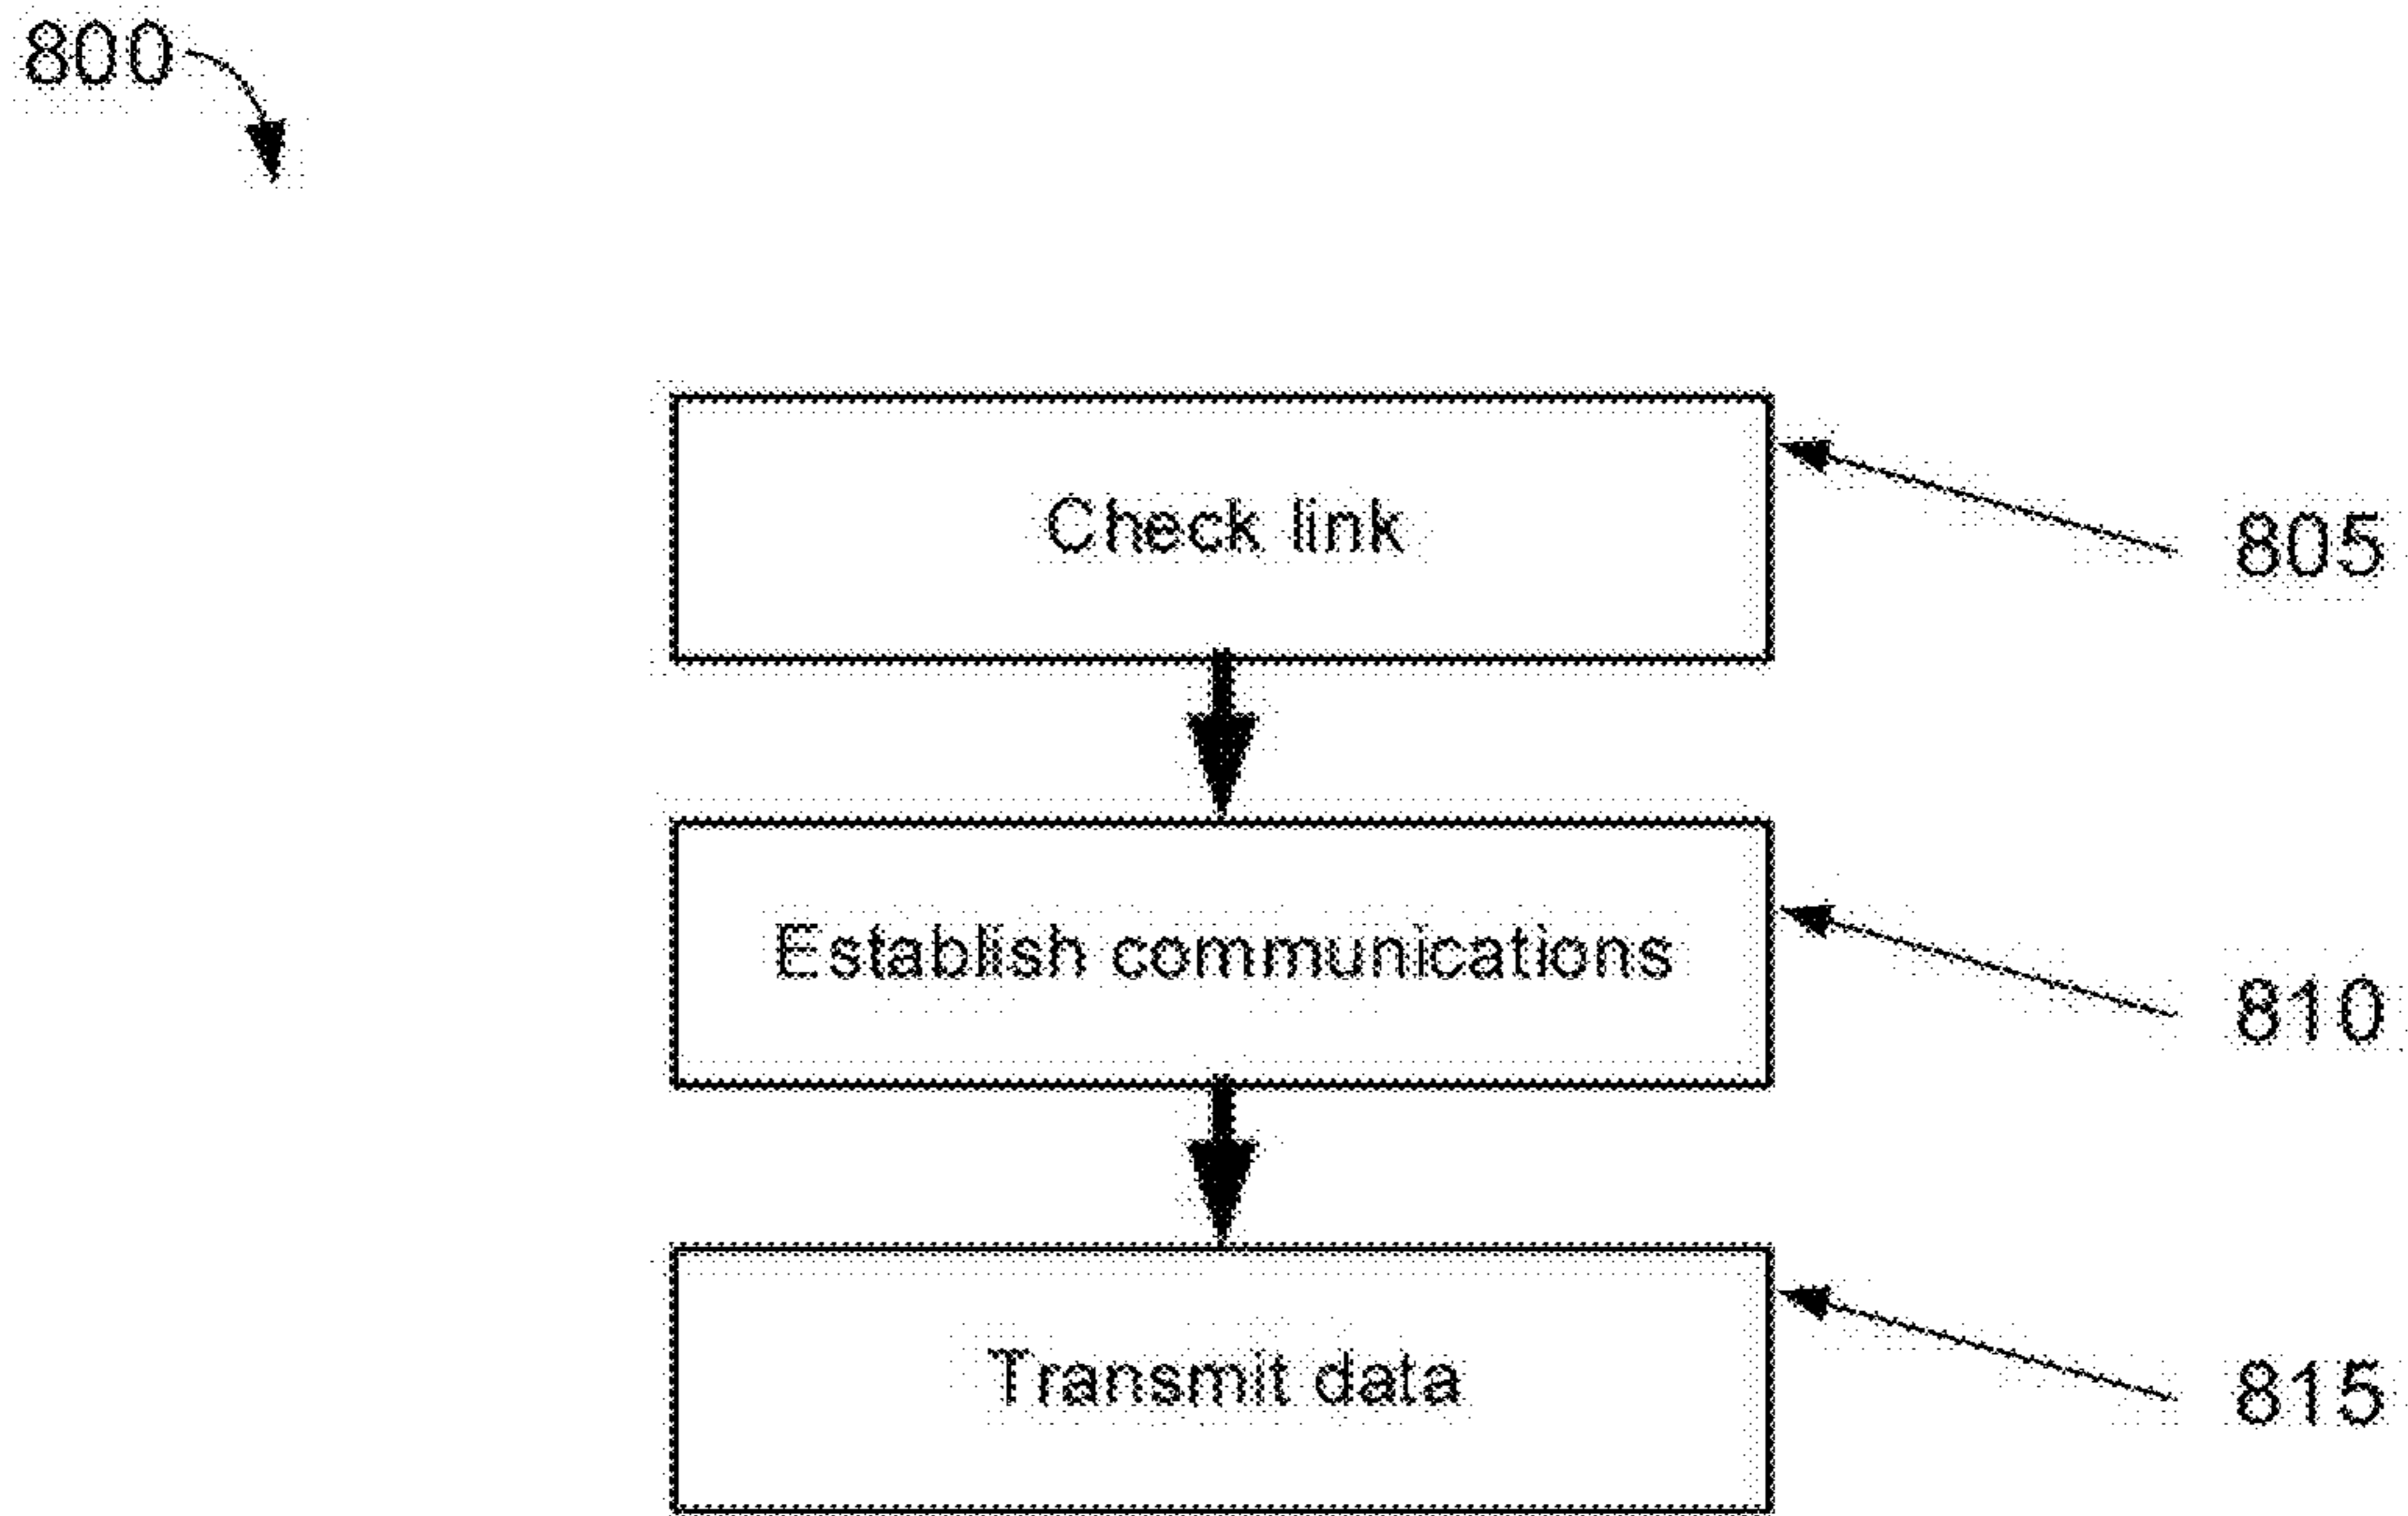 800
Check link
805
Establish communications
810
Transmit data
815